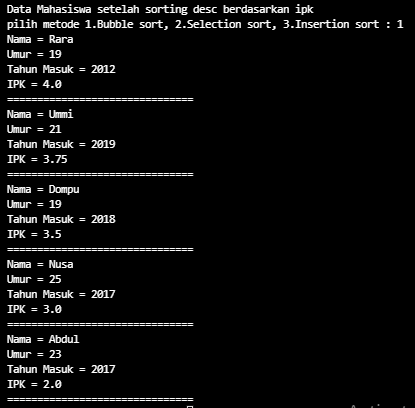 Data Mahasiswa setelah sorting desc berdasarkan ipk
pilih metode 1.Bubble sort, 2.Selection sort, 3.Insertion sort : 1
Nama = Rara
Umur = 19
Tahun Masuk = 2012
IPK = 4.0
===============================
Nama = Ummi
Umur = 21
Tahun Masuk = 2019
IPK = 3.75
===============================
Nama = Dompu
Umur = 19
Tahun Masuk = 2018
IPK = 3.5
===============================
Nama = Nusa
Umur = 25
Tahun Masuk = 2017
IPK = 3.0
===============================
Nama = Abdul
Umur = 23
Tahun Masuk = 2017
IPK = 2.0
===============================